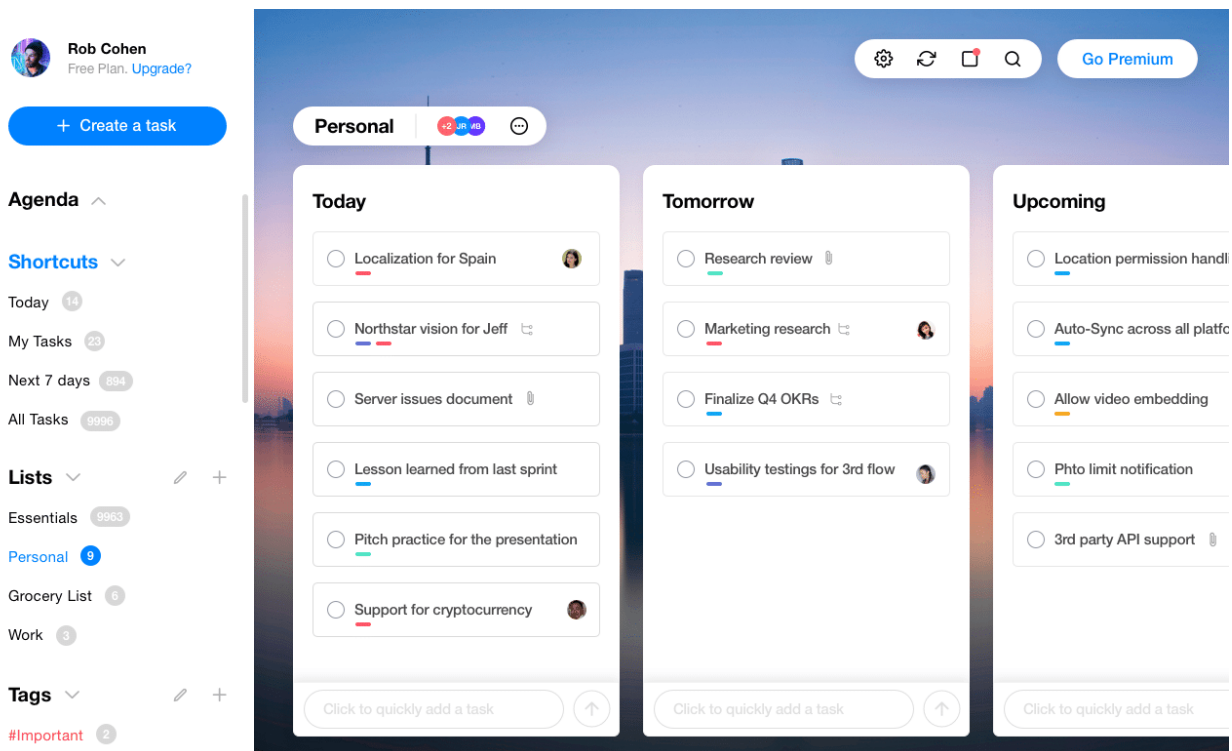 Rob Cohen
Free Plan. Upgrade?
+ Create a task
Agenda
Shortcuts
Today 14
My Tasks 23
Next 7 days 894
All Tasks 9996
Lists
Essentials 9963
Personal 9
Grocery List 6
Work 3
Tags
#Important 2
Go Premium
Personal +2 JR MB
Today
Localization for Spain
Northstar vision for Jeff
Server issues document
Lesson learned from last sprint
Pitch practice for the presentation
Support for cryptocurrency
Click to quickly add a task
Tomorrow
Research review
Marketing research
Finalize Q4 OKRs
Usability testings for 3rd flow
Click to quickly add a task
Upcoming
Location permission handli
Auto-Sync across all platfo
Allow video embedding
Phto limit notification
3rd party API support
Click to quickly add a task